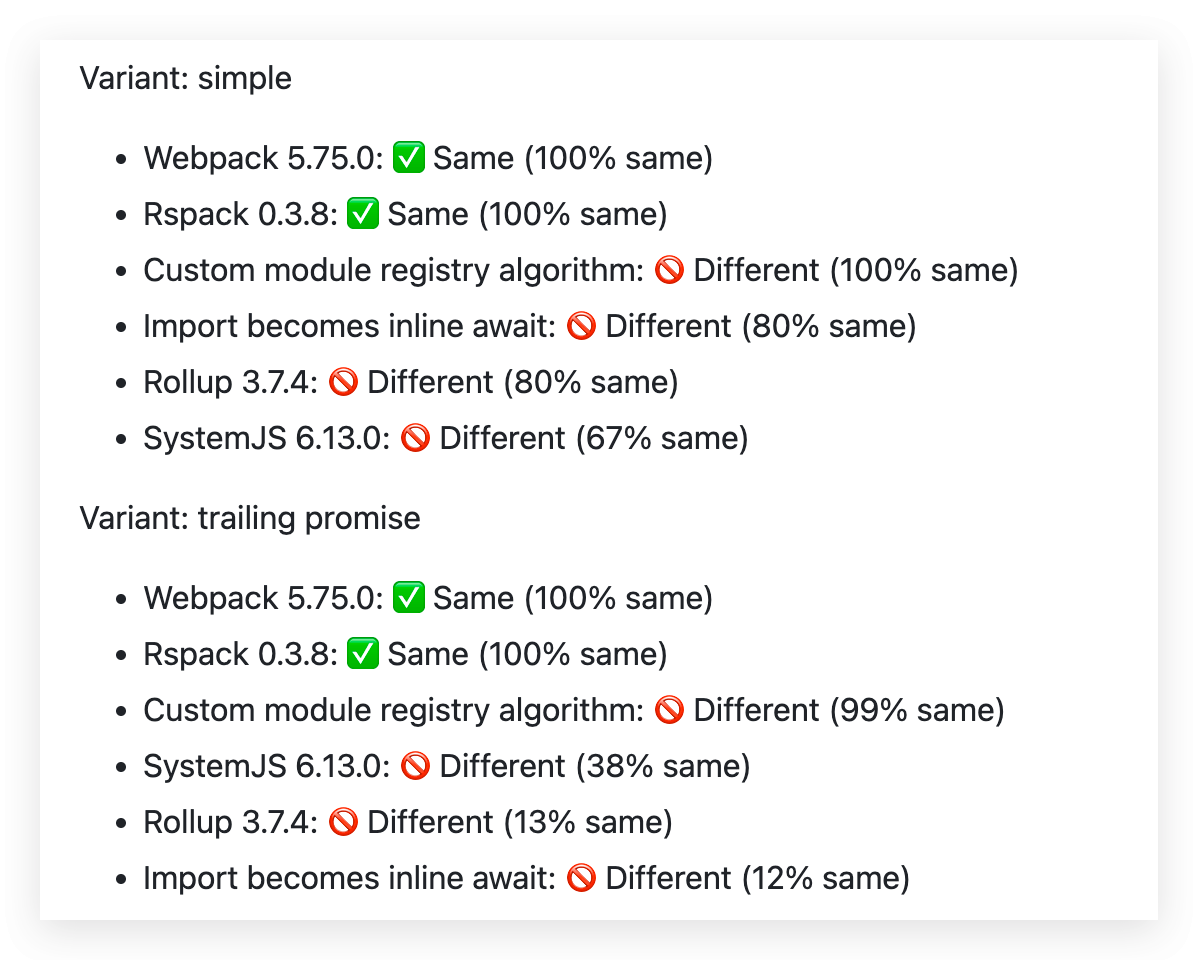 Variant: simple
• Webpack 5.75.0: ✅ Same (100% same)
• Rspack 0.3.8: ✅ Same (100% same)
• Custom module registry algorithm: 🚫 Different (100% same)
• Import becomes inline await: 🚫 Different (80% same)
• Rollup 3.7.4: 🚫 Different (80% same)
• SystemJS 6.13.0: 🚫 Different (67% same)
Variant: trailing promise
• Webpack 5.75.0: ✅ Same (100% same)
• Rspack 0.3.8: ✅ Same (100% same)
• Custom module registry algorithm: 🚫 Different (99% same)
• SystemJS 6.13.0: 🚫 Different (38% same)
• Rollup 3.7.4: 🚫 Different (13% same)
• Import becomes inline await: 🚫 Different (12% same)